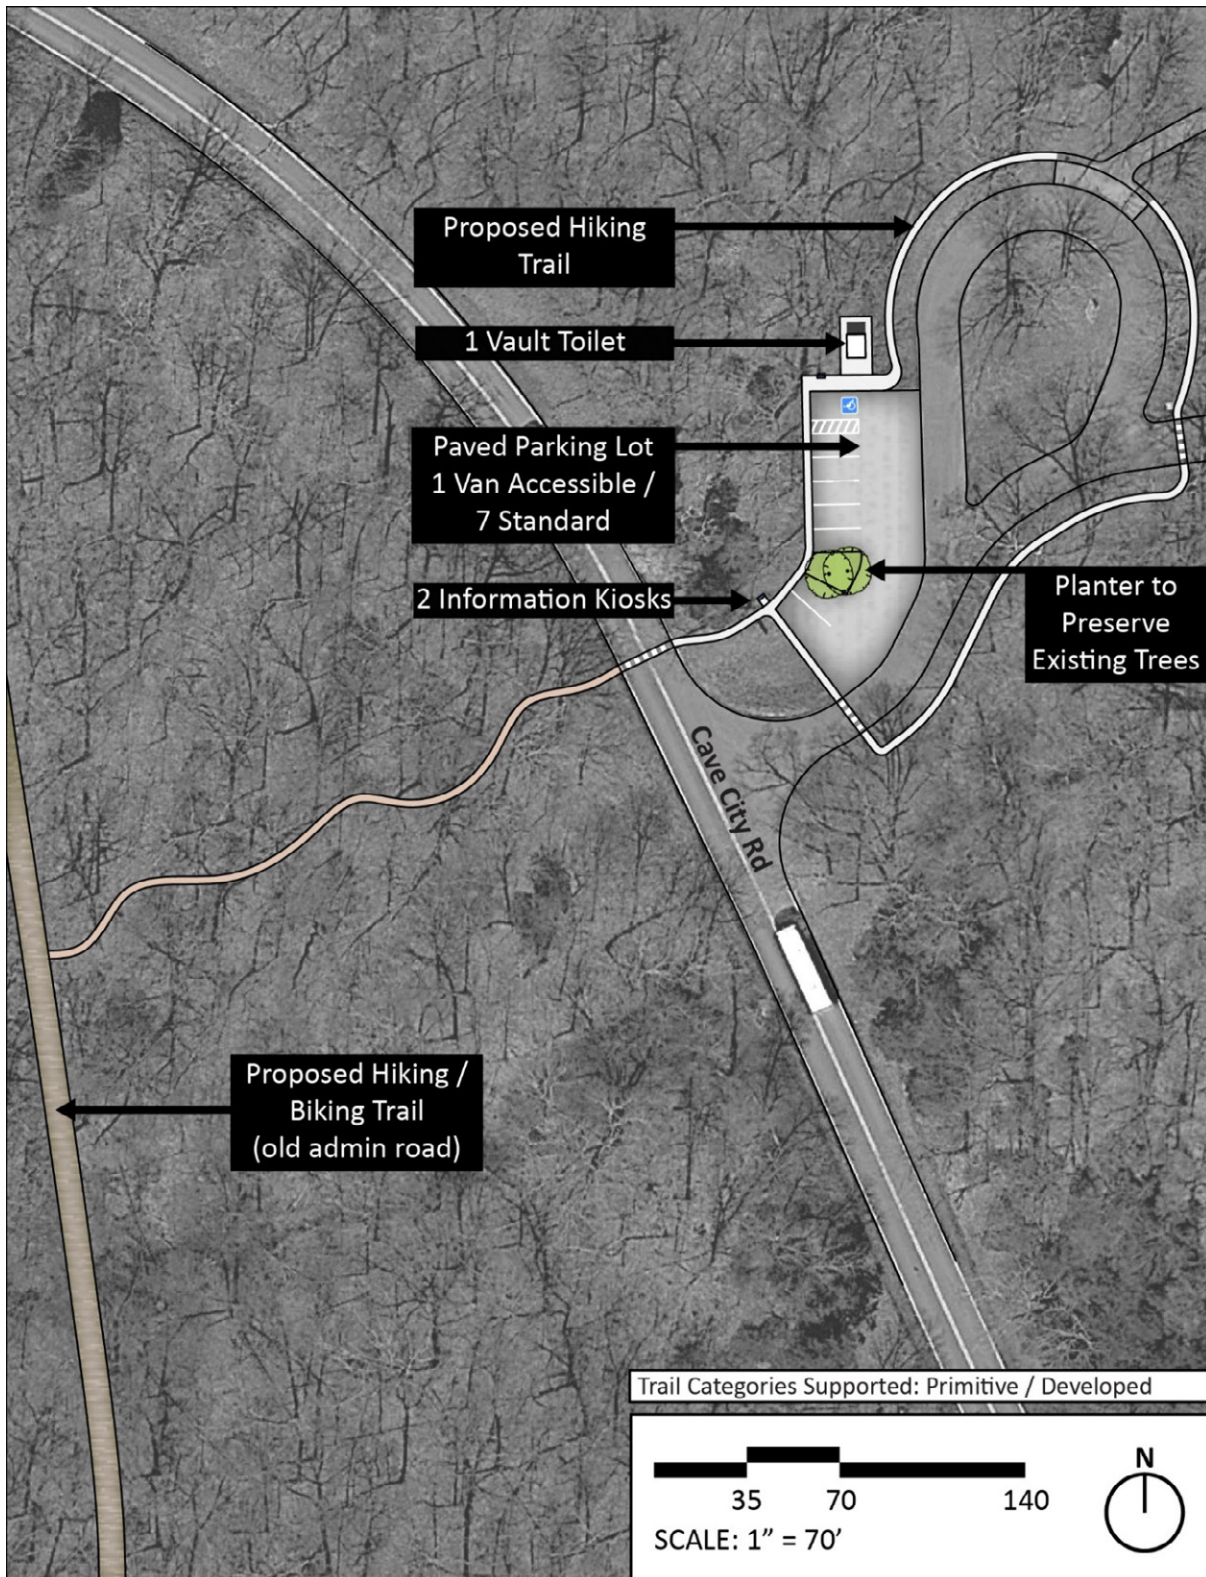 Proposed Hiking
Trail
1 Vault Toilet
Paved Parking Lot
1 Van Accessible /
7 Standard
2 Information Kiosks
Planter to
Preserve
Existing Trees
Cave City Rd
Proposed Hiking /
Biking Trail
(old admin road)
Trail Categories Supported: Primitive / Developed
35 70 140
SCALE: 1” = 70’
N